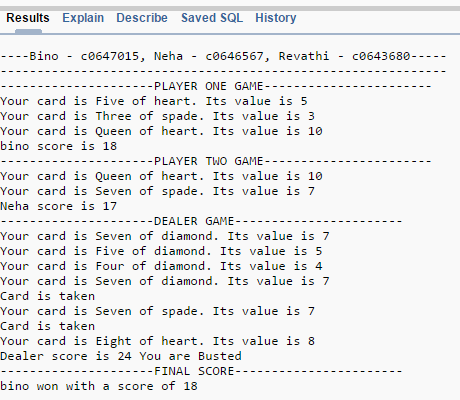 Results Explain Describe Saved SQL History
----Bino - c0647015, Neha - c0646567, Revathi - c0643680-----
----------------------------------------------------------------
----------------------PLAYER ONE GAME------------------------
Your card is Five of heart. Its value is 5
Your card is Three of spade. Its value is 3
Your card is Queen of heart. Its value is 10
bino score is 18
----------------------PLAYER TWO GAME------------------------
Your card is Queen of heart. Its value is 10
Your card is Seven of spade. Its value is 7
Neha score is 17
----------------------DEALER GAME------------------------
Your card is Seven of diamond. Its value is 7
Your card is Five of diamond. Its value is 5
Your card is Four of diamond. Its value is 4
Your card is Seven of diamond. Its value is 7
Card is taken
Your card is Seven of spade. Its value is 7
Card is taken
Your card is Eight of heart. Its value is 8
Dealer score is 24 You are Busted
----------------------FINAL SCORE------------------------
bino won with a score of 18